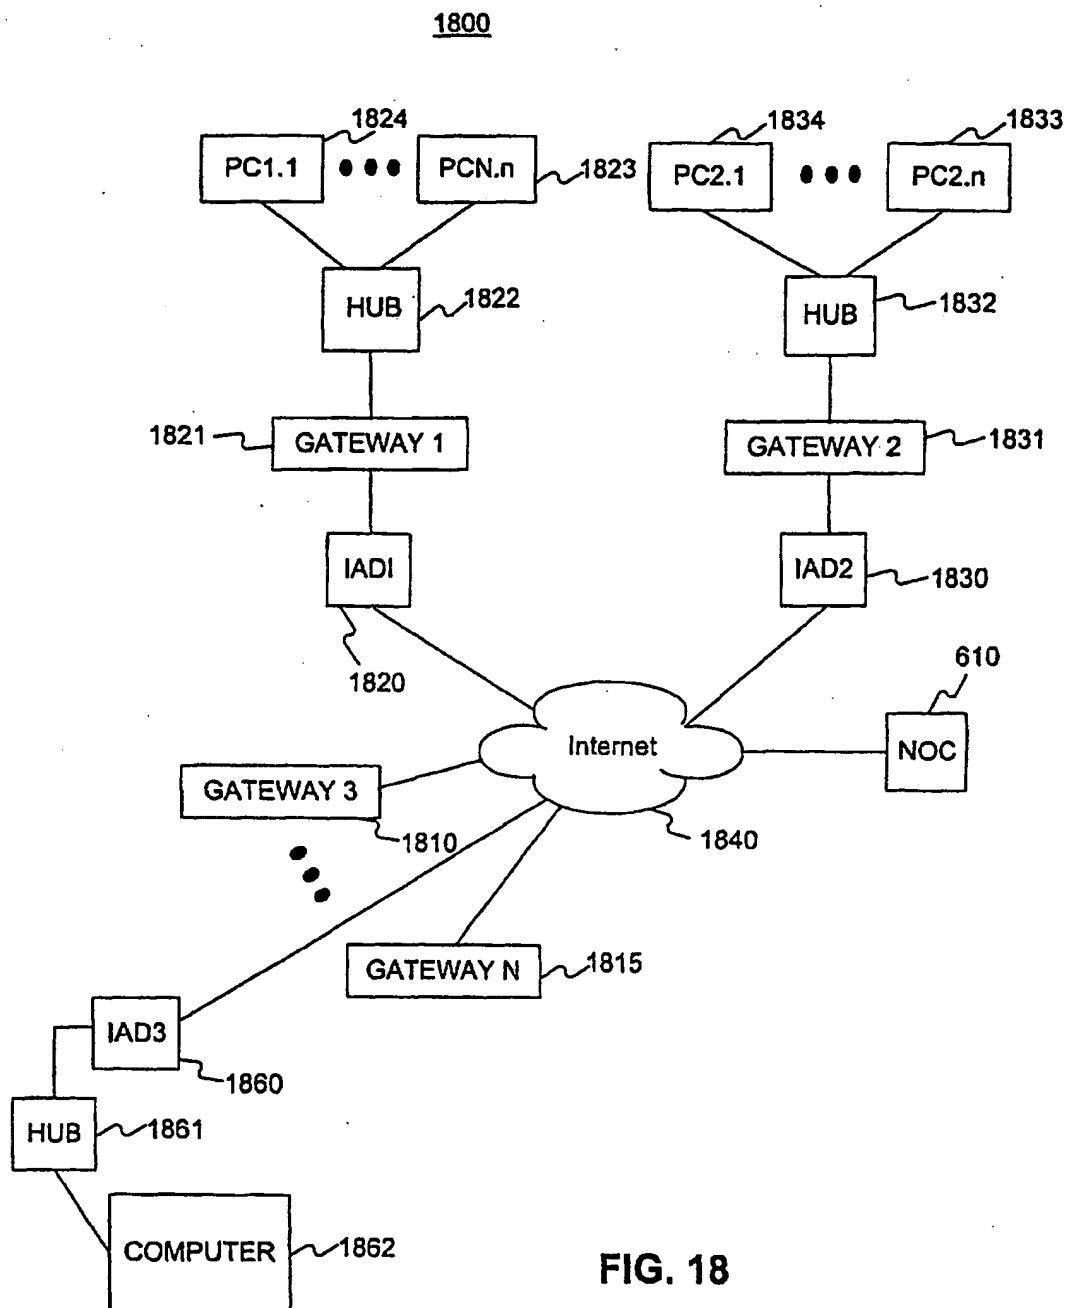 1800
1824
1834
1833
PC1.1
PCN.n
1823
PC2.1
PC2.n
HUB
1822
HUB
1832
1821
GATEWAY 1
GATEWAY 2
1831
IADI
IAD2
1830
1820
610
Internet
NOC
GATEWAY 3
1810
1840
GATEWAY N
1815
IAD3
1860
HUB
1861
COMPUTER
1862
FIG. 18